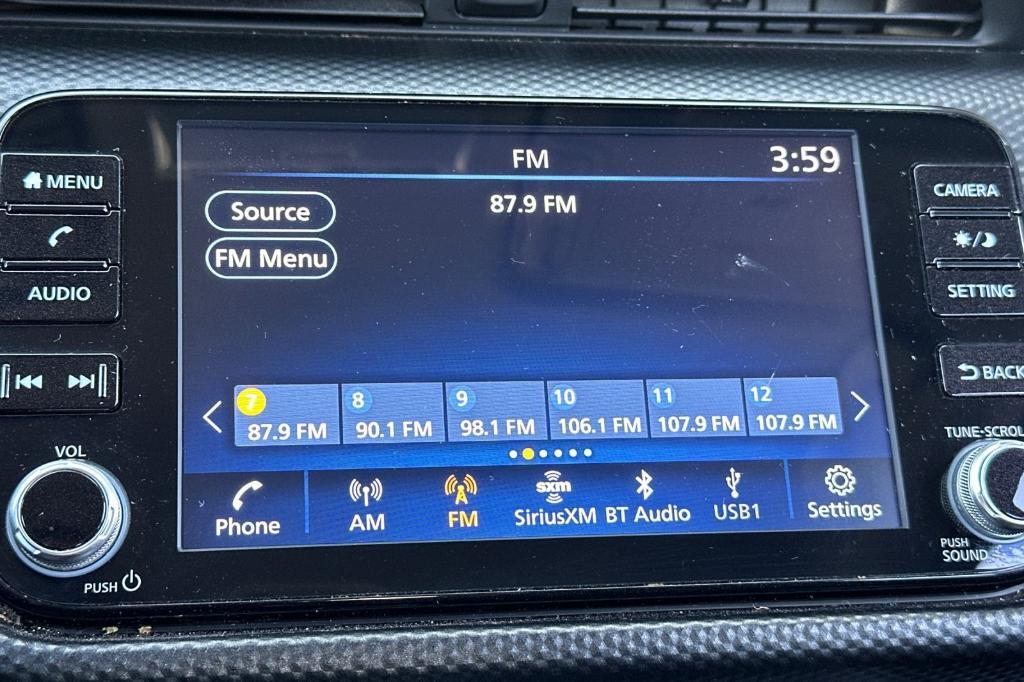 MENU
AUDIO
VOL
PUSH
FM
3:59
87.9 FM
Source
FM Menu
7
87.9 FM
8
90.1 FM
9
98.1 FM
10
106.1 FM
11
107.9 FM
12
107.9 FM
Phone
AM
FM
sxm
SiriusXM
BT Audio
USB1
Settings
CAMERA
SETTING
BACK
TUNE-SCROLL
PUSH
SOUND